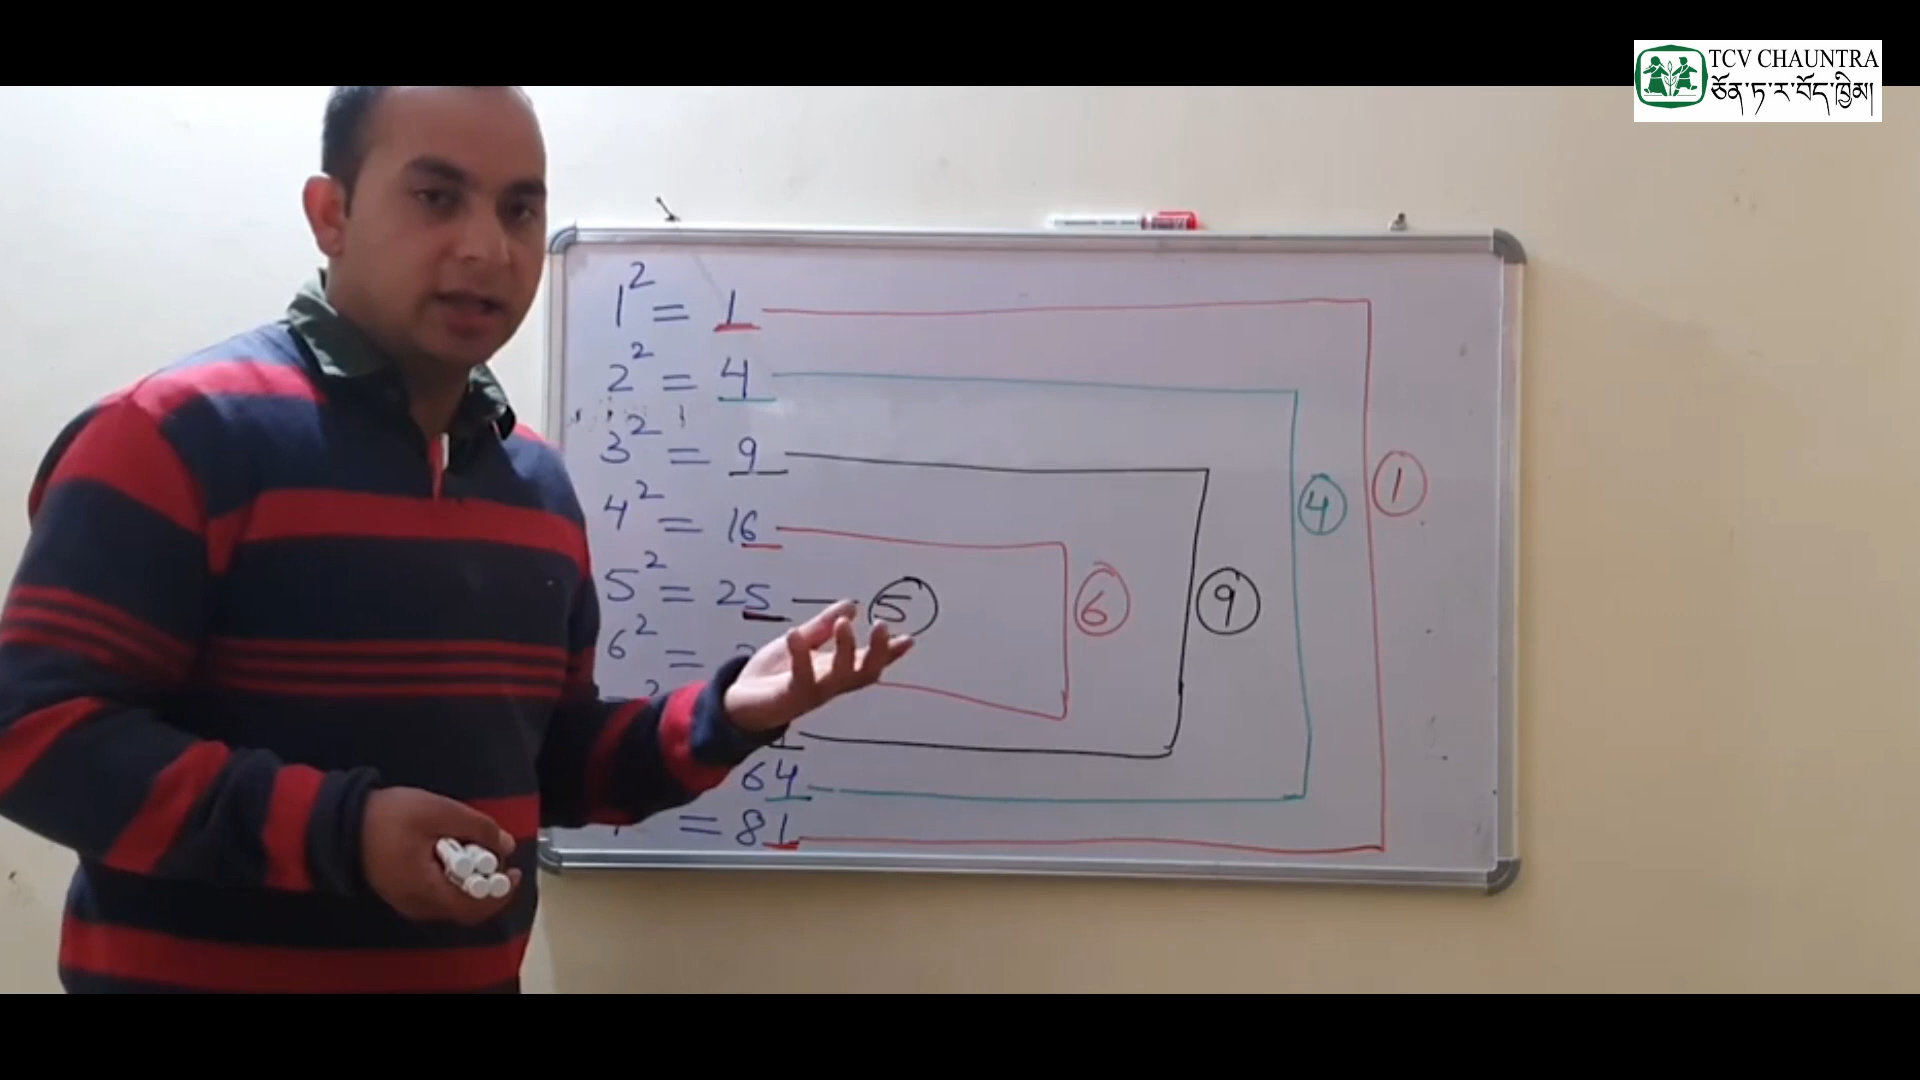 TCV CHAUNTRA
ཅོན་ཏ་ར་བོད་ཁྱིམ།
1² = 1
2² = 4
3² = 9
4² = 16
5² = 25 — 5
6² =
64
= 81
6
9
4
1